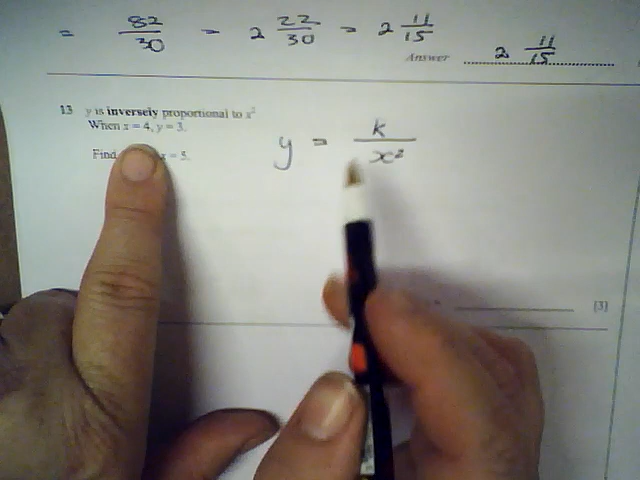 = 82/30 = 2 22/30 = 2 11/15
Answer 2 11/15
13 y is inversely proportional to x²
When x = 4, y = 3.
Find x = 5.
y = k/x²
[3]